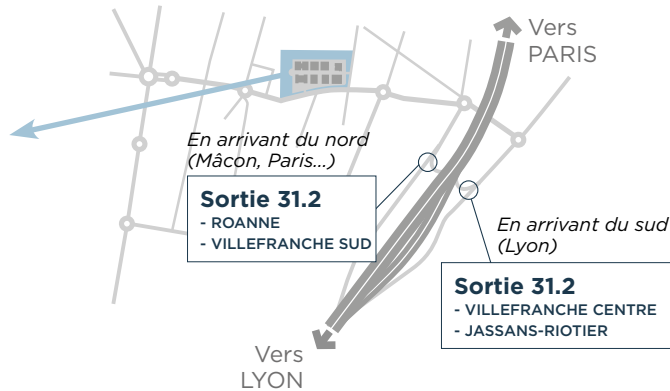 Vers
PARIS
En arrivant du nord
(Mâcon, Paris...)
Sortie 31.2
- ROANNE
- VILLEFRANCHE SUD
En arrivant du sud
(Lyon)
Sortie 31.2
- VILLEFRANCHE CENTRE
- JASSANS-RIOTIER
Vers
LYON